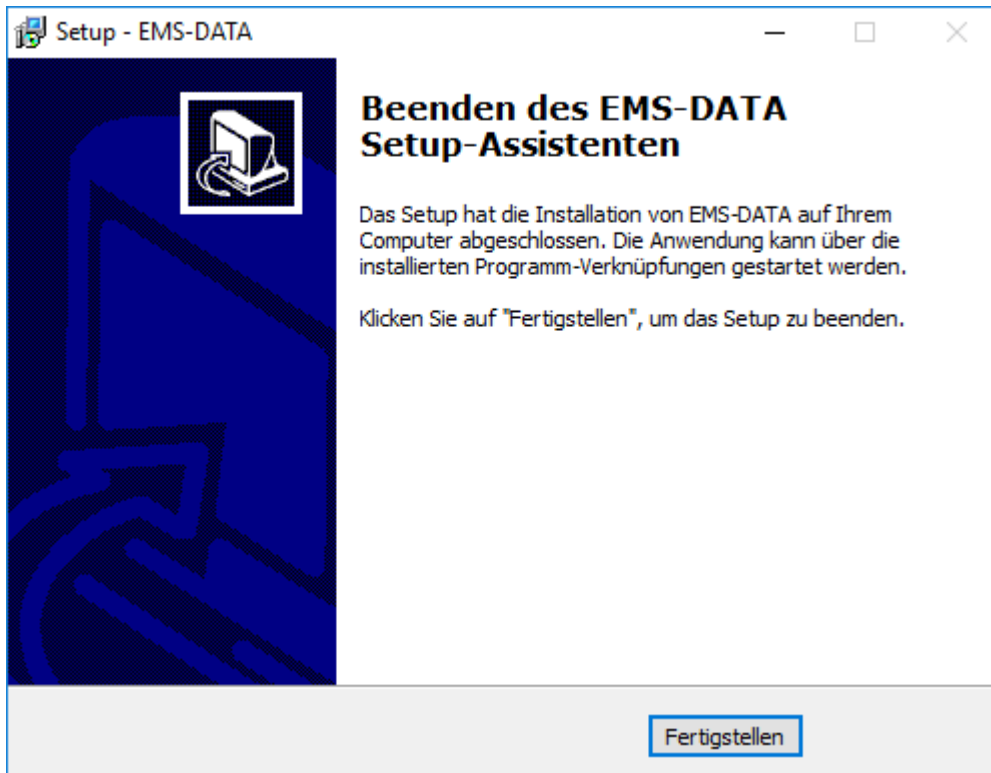 Setup - EMS-DATA
Beenden des EMS-DATA
Setup-Assistenten
Das Setup hat die Installation von EMS-DATA auf Ihrem
Computer abgeschlossen. Die Anwendung kann über die
installierten Programm-Verknüpfungen gestartet werden.
Klicken Sie auf "Fertigstellen", um das Setup zu beenden.
Fertigstellen